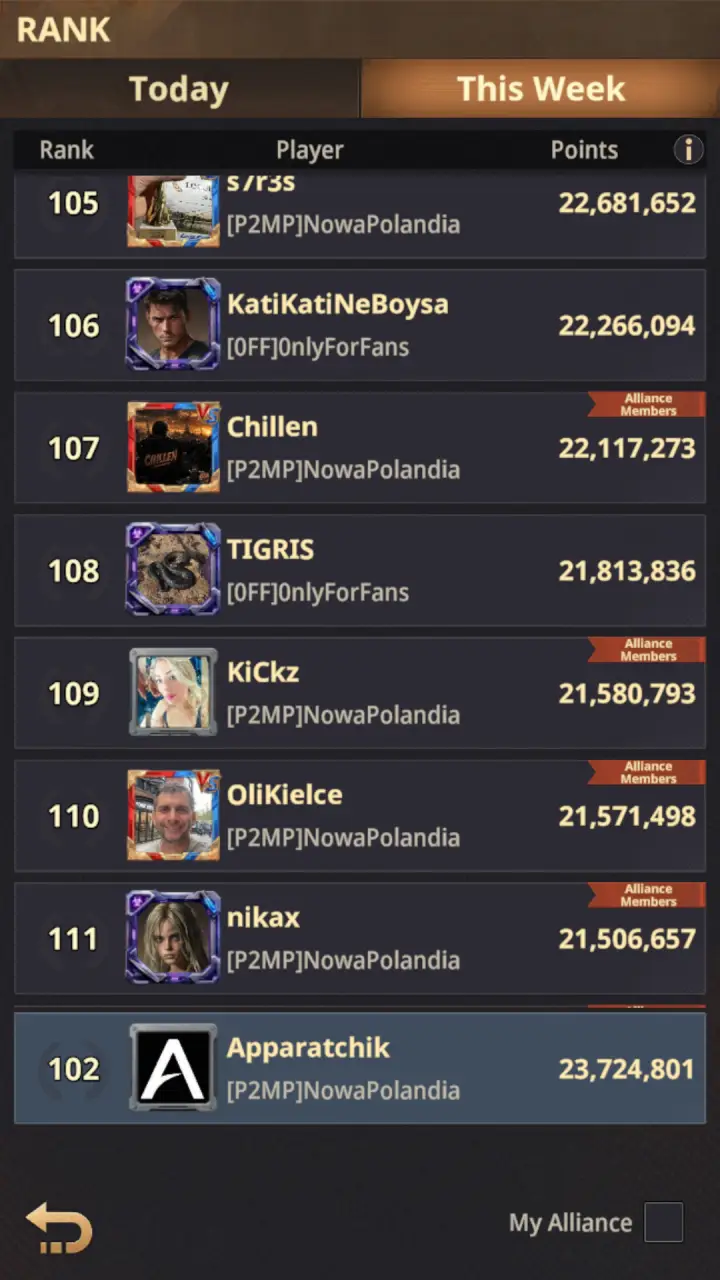 RANK
Today
This Week
Rank
Player
Points
105
s7r3s
[P2MP]NowaPolandia
22,681,652
106
KatiKatiNeBoysa
[0FF]0nlyForFans
22,266,094
Alliance
Members
107
Chillen
[P2MP]NowaPolandia
22,117,273
CHILLEN
VS
108
TIGRIS
[0FF]0nlyForFans
21,813,836
Alliance
Members
109
KiCkz
[P2MP]NowaPolandia
21,580,793
Alliance
Members
110
VS
OliKielce
[P2MP]NowaPolandia
21,571,498
Alliance
Members
111
nikax
[P2MP]NowaPolandia
21,506,657
102
Apparatchik
[P2MP]NowaPolandia
23,724,801
My Alliance